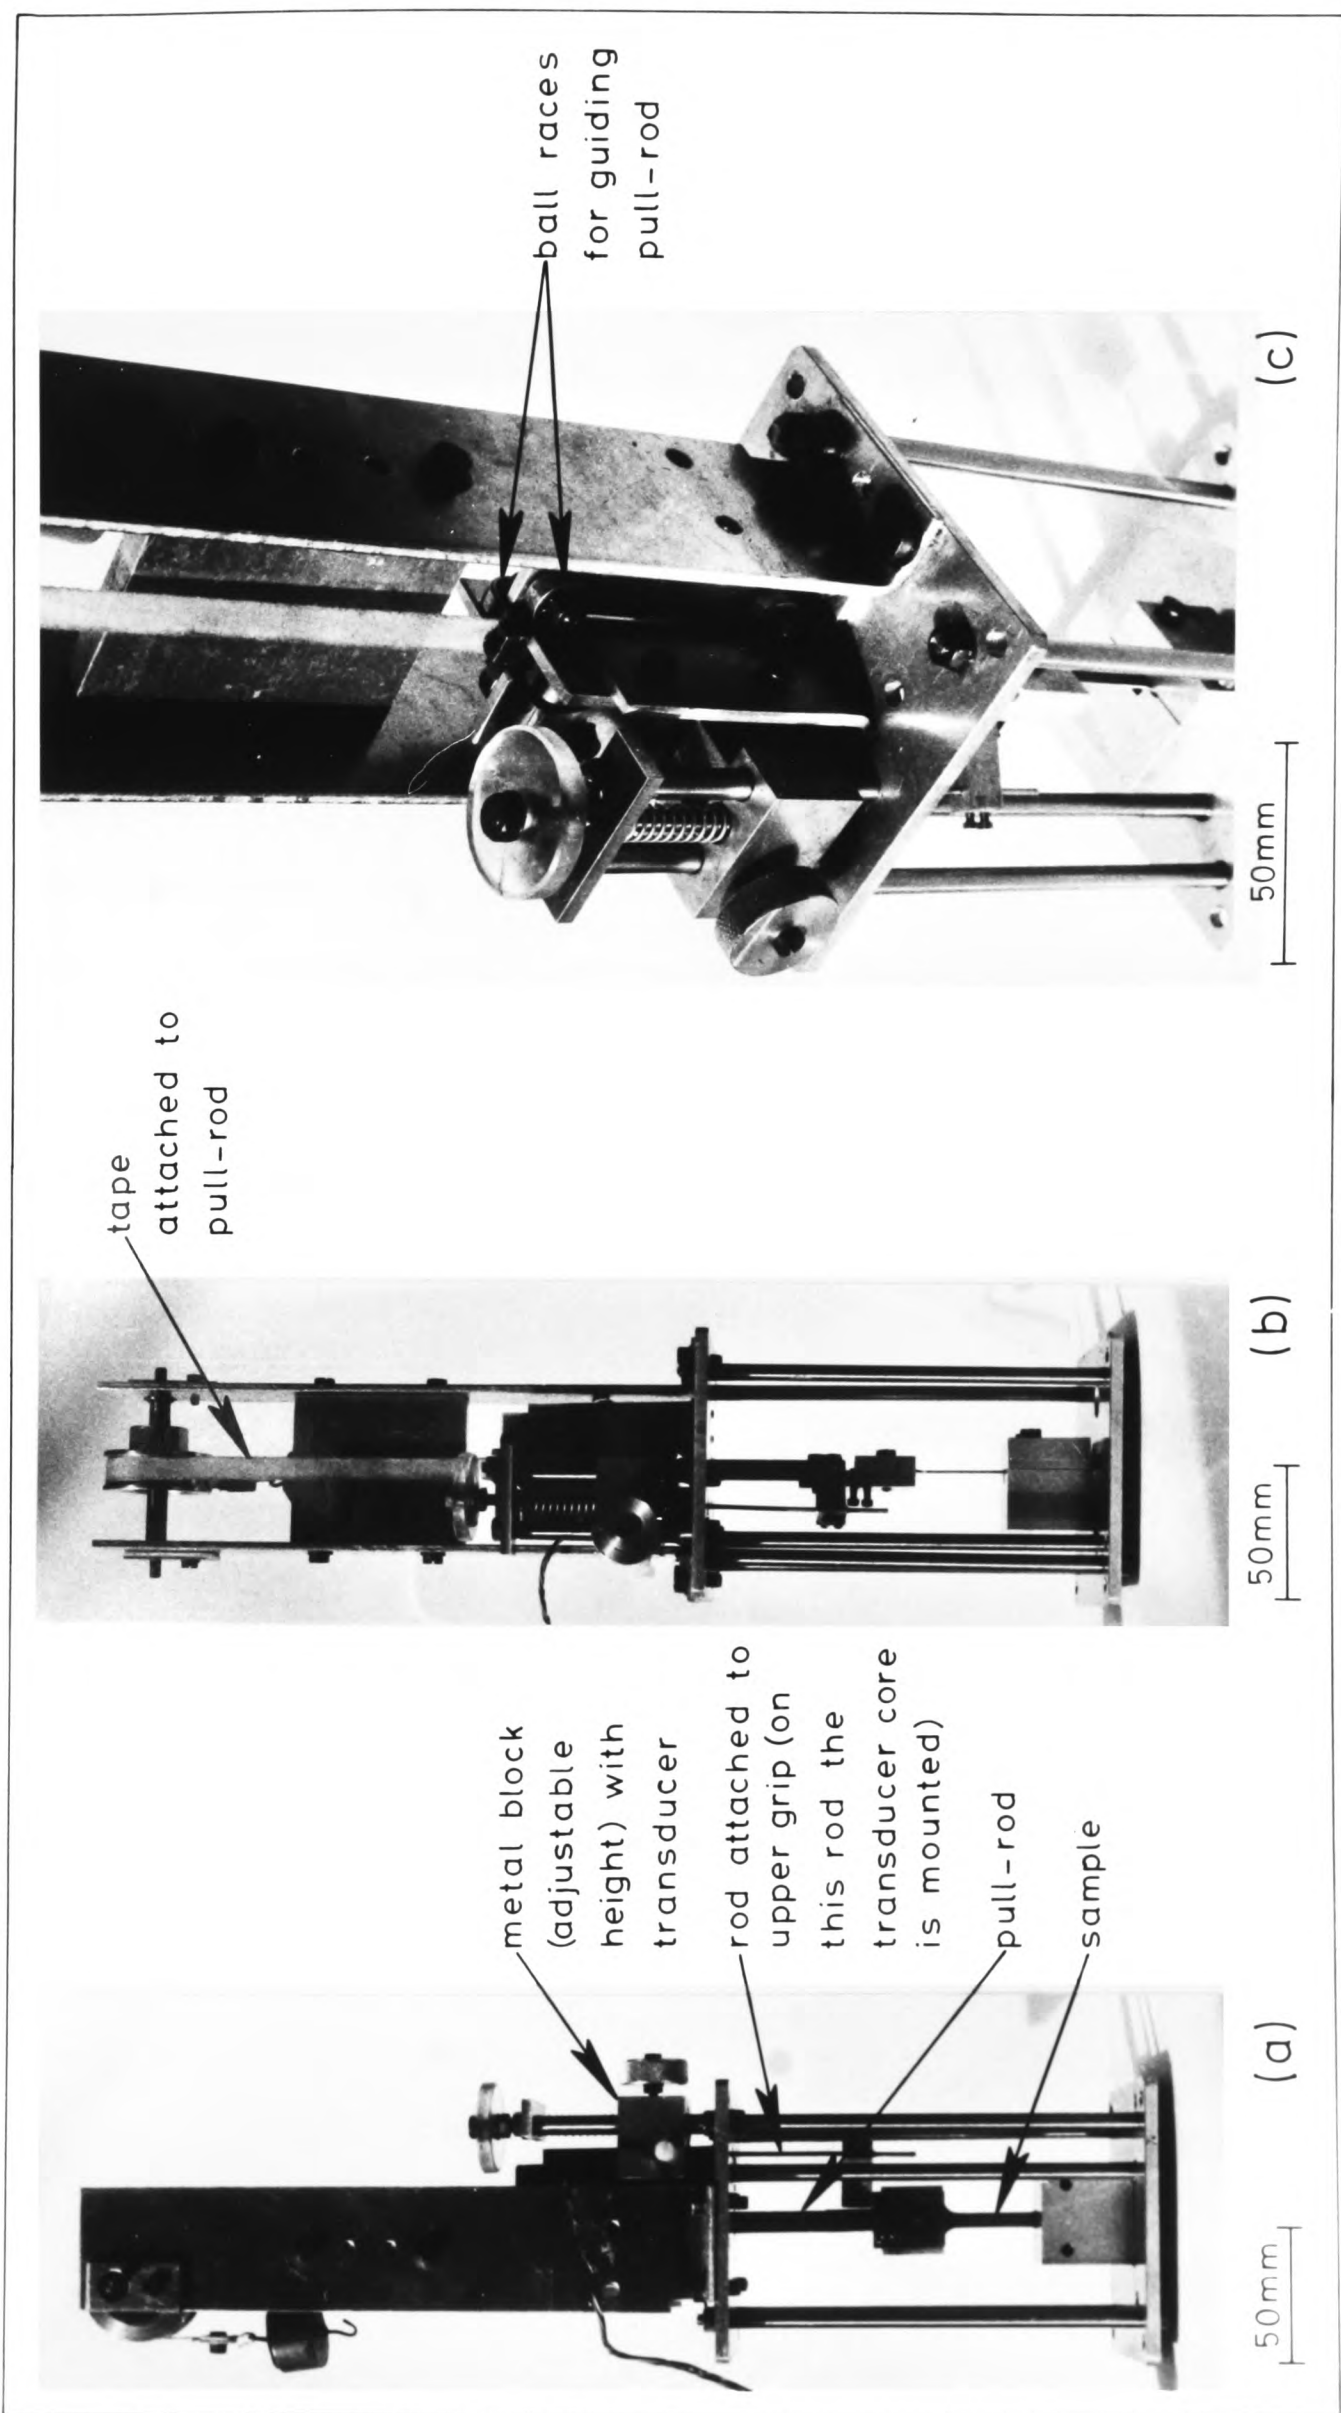 metal block
(adjustable
height) with
transducer
rod attached to
upper grip (on
this rod the
transducer core
is mounted)
pull-rod
sample
50mm
(a)
tape
attached to
pull-rod
50mm
(b)
ball races
for guiding
pull-rod
50mm
(c)